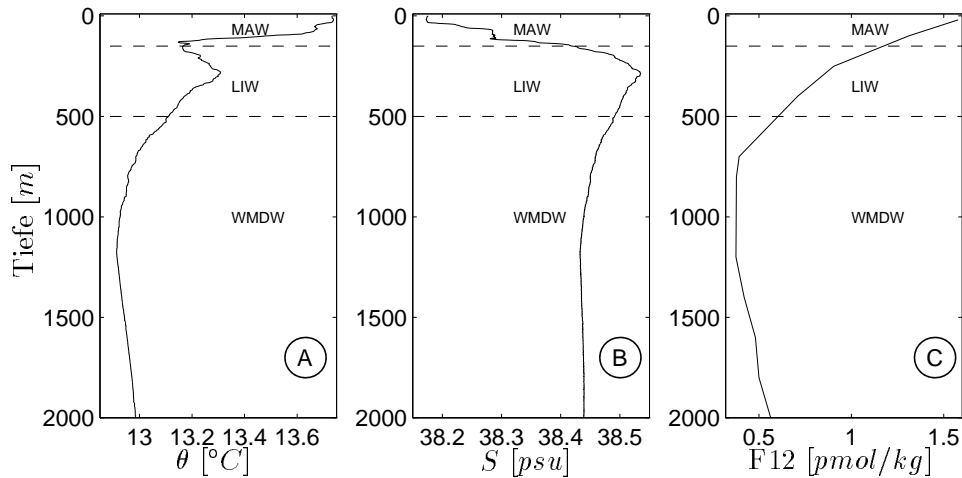 0
500
1000
1500
2000
Tiefe [m]
13 13.2 13.4 13.6
θ [°C]
MAW
LIW
WMDW
A
0
500
1000
1500
2000
38.2 38.3 38.4 38.5
S [psu]
MAW
LIW
WMDW
B
0
500
1000
1500
2000
0.5 1 1.5
F12 [pmol/kg]
MAW
LIW
WMDW
C